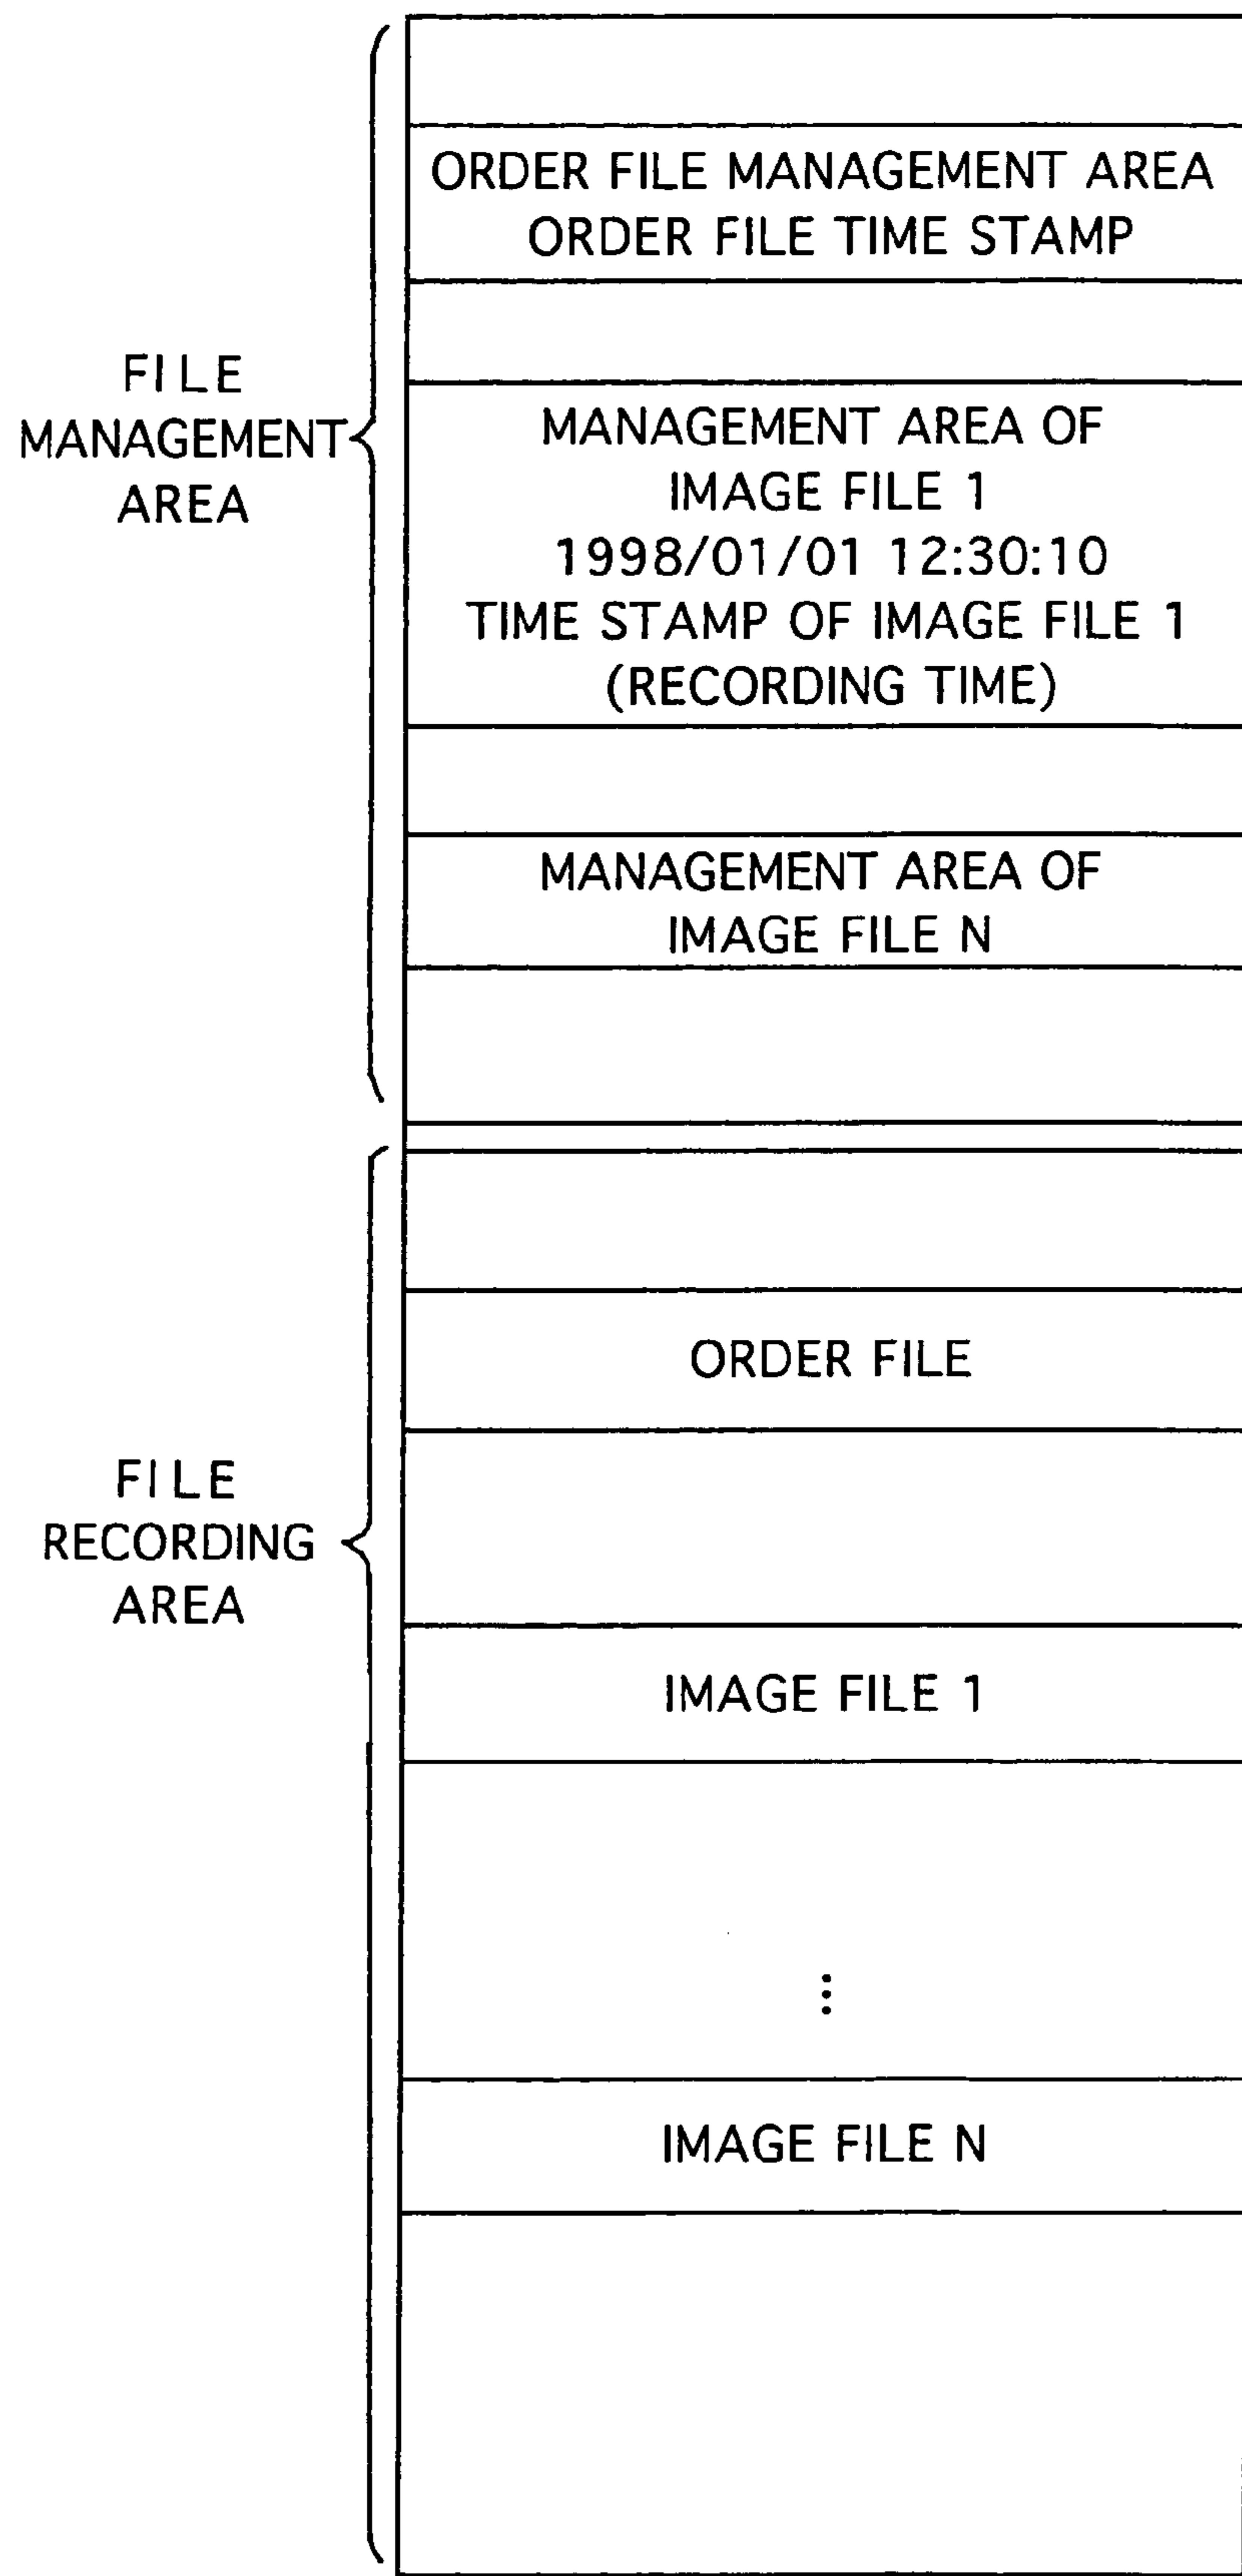 FILE
MANAGEMENT
AREA
ORDER FILE MANAGEMENT AREA
ORDER FILE TIME STAMP
MANAGEMENT AREA OF
IMAGE FILE 1
1998/01/01 12:30:10
TIME STAMP OF IMAGE FILE 1
(RECORDING TIME)
MANAGEMENT AREA OF
IMAGE FILE N
FILE
RECORDING
AREA
ORDER FILE
IMAGE FILE 1
⋮
IMAGE FILE N